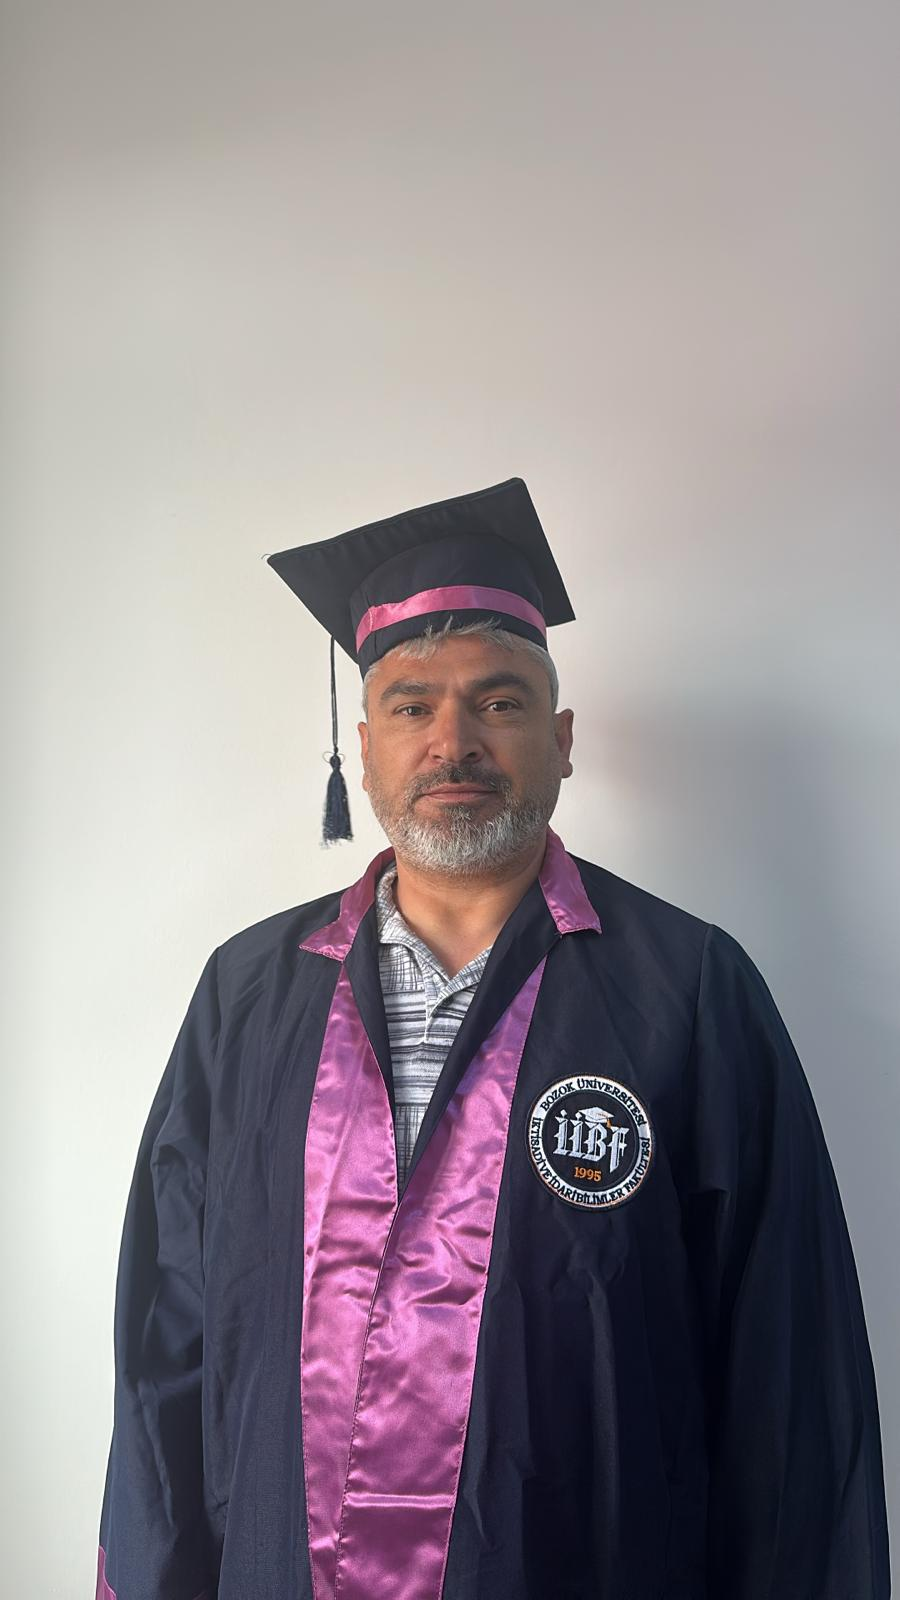 BOZOK ÜNİVERSİTESİ
İİBF
1995
İKTİSADİ VE İDARİ BİLİMLER FAKÜLTESİ